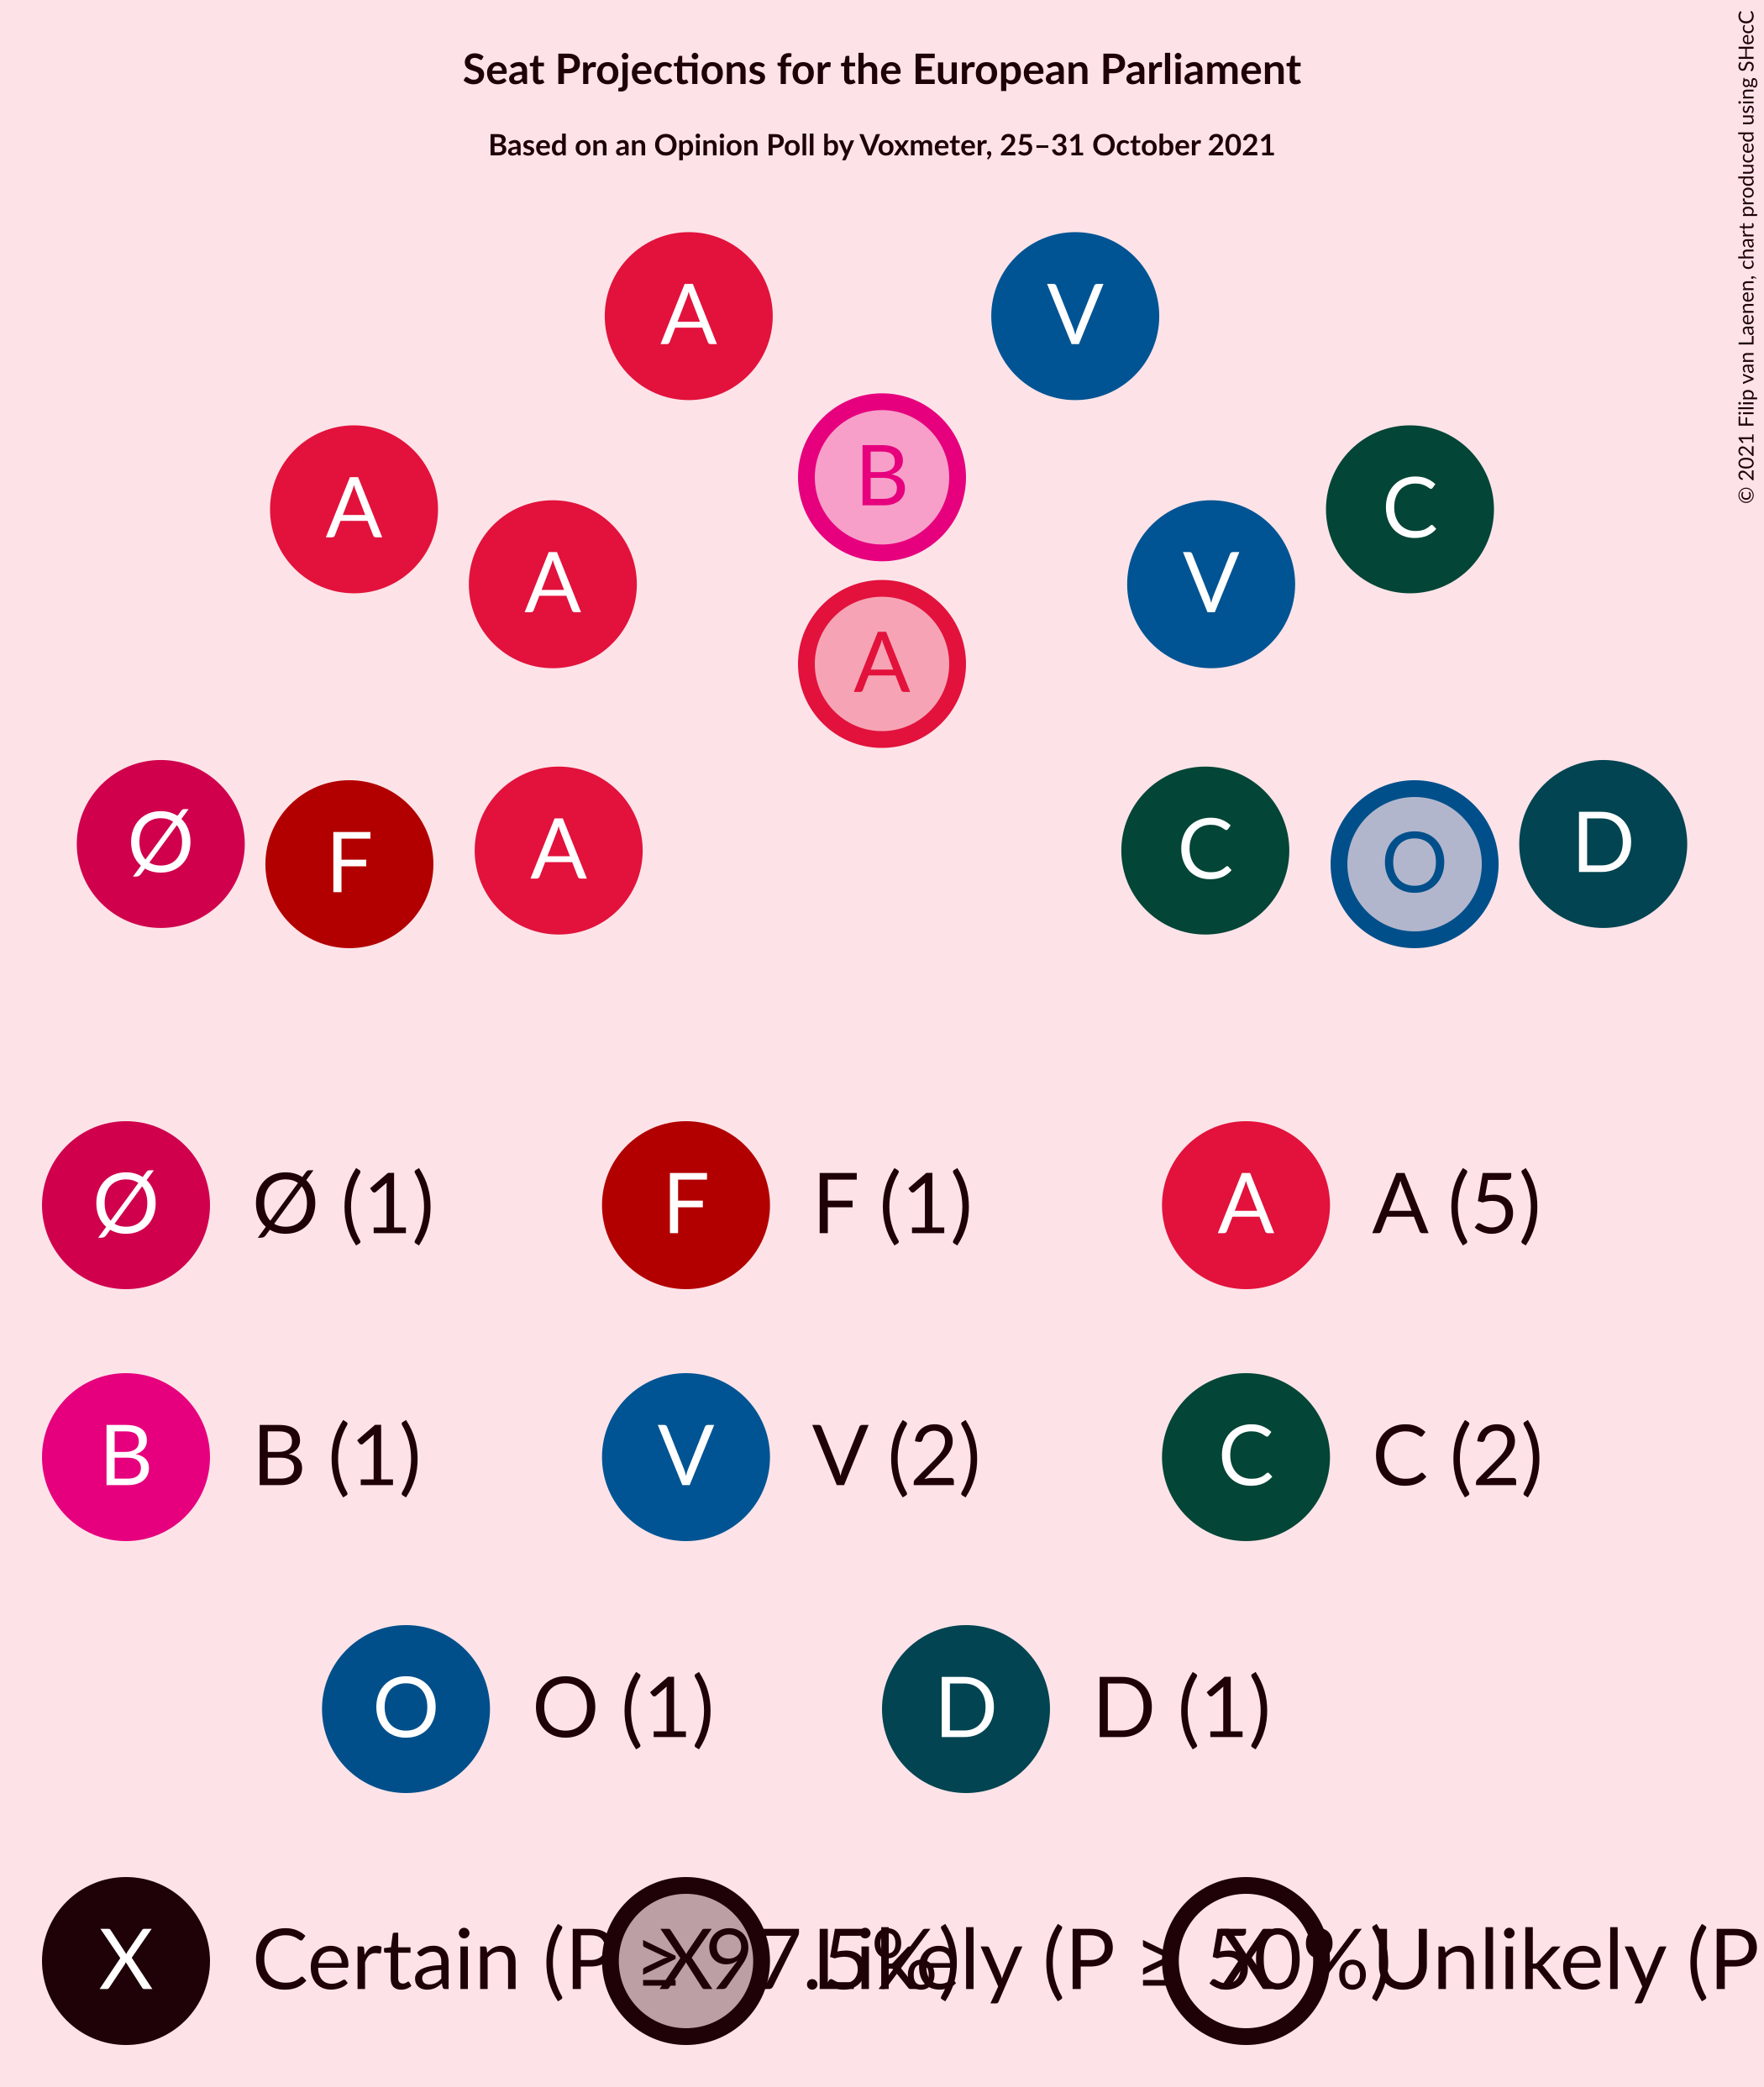 Seat Projections for the European Parliament
Based on an Opinion Poll by Voxmeter, 25–31 October 2021
© 2021 Filip van Laenen, chart produced using SHecC
A
V
B
A
C
A
V
A
Ø
F
A
C
O
D
Ø Ø (1)
F F (1)
A A (5)
B B (1)
V V (2)
C C (2)
O O (1)
D D (1)
X Certain (P ≥ 97.5%)
X Likely (P ≥ 50%)
X Unlikely (P